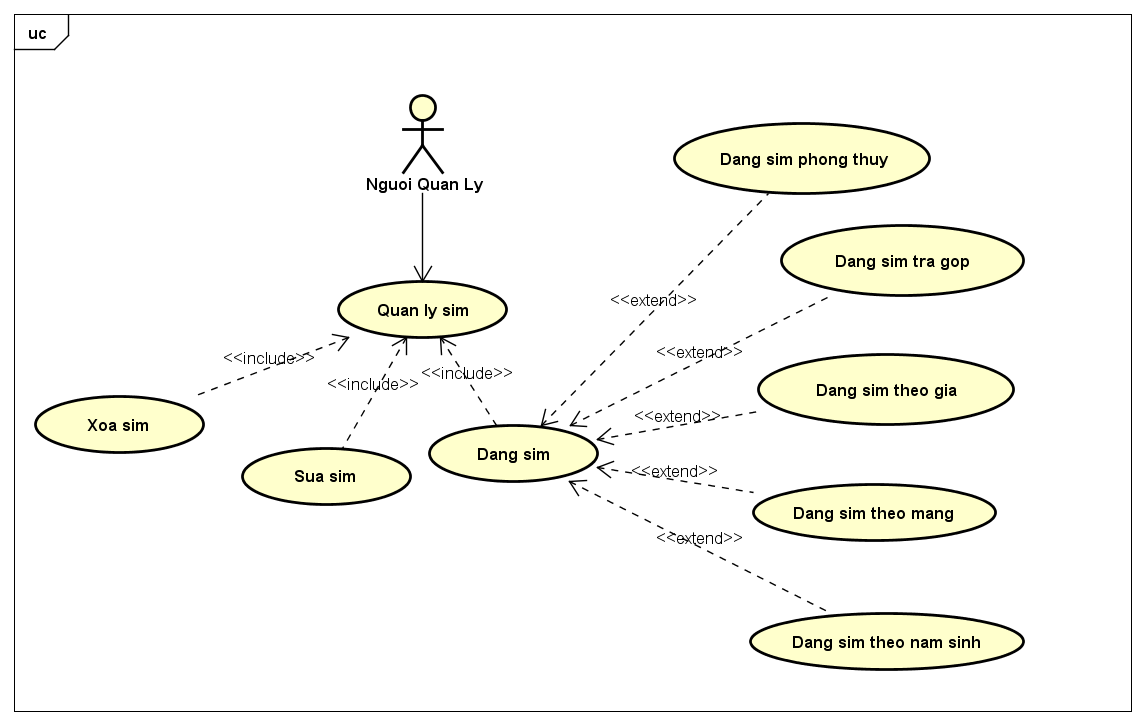 uc
Nguoi Quan Ly
Dang sim phong thuy
Dang sim tra gop
<<extend>>
Quan ly sim
<<extend>>
<<include>>
<<include>>
<<include>>
Dang sim theo gia
<<extend>>
Xoa sim
Dang sim
Sua sim
<<extend>>
Dang sim theo mang
<<extend>>
Dang sim theo nam sinh